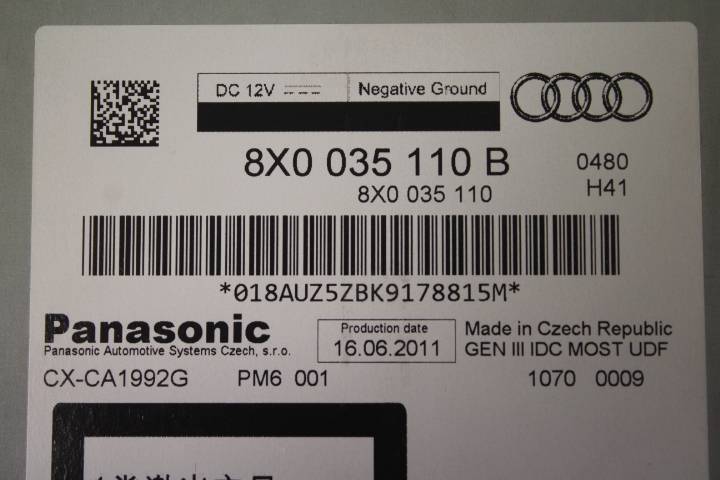 DC 12V Negative Ground
8X0 035 110 B 0480
8X0 035 110 H41
*018AUZ5ZBK9178815M*
Panasonic Production date Made in Czech Republic
Panasonic Automotive Systems Czech, s.r.o. 16.06.2011 GEN III IDC MOST UDF
CX-CA1992G PM6 001 1070 0009